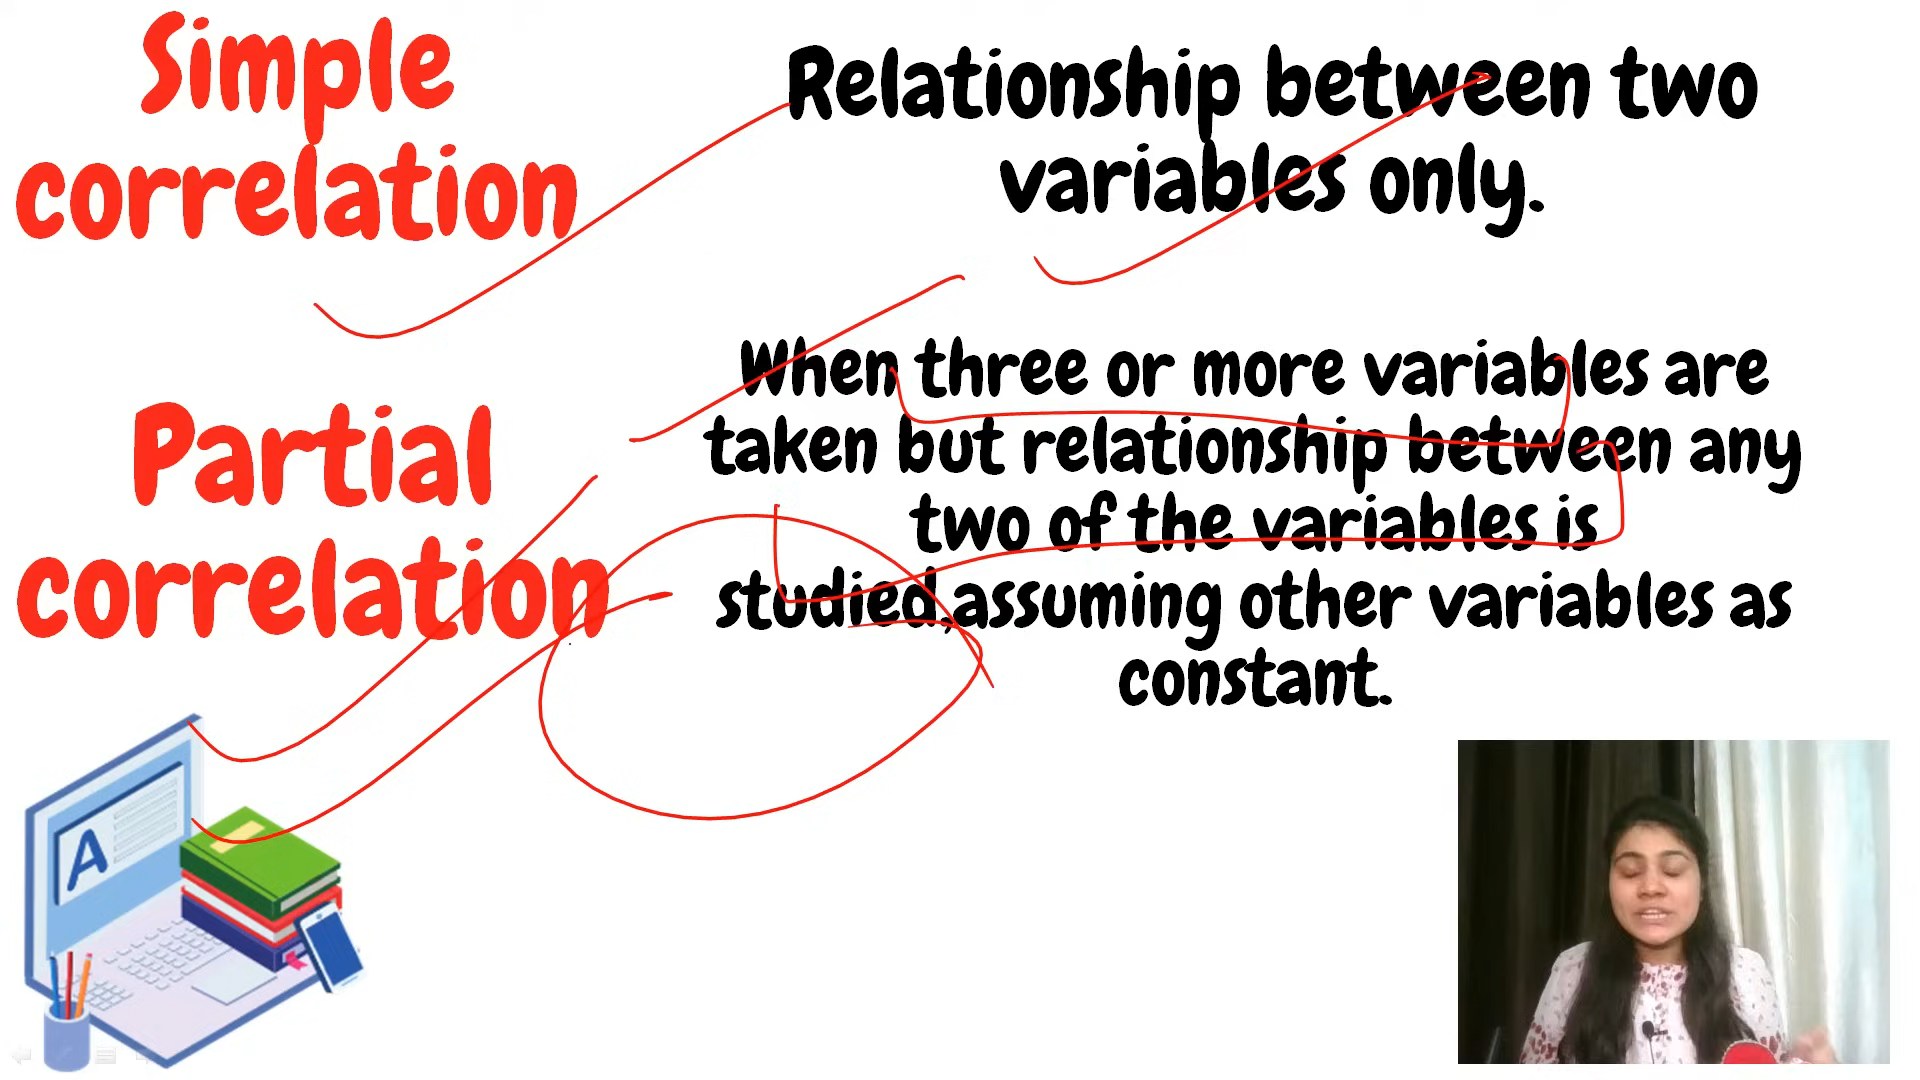 Simple
correlation
Relationship between two
variables only.
Partial
correlation
When three or more variables are
taken but relationship between any
two of the variables is
studied,assuming other variables as
constant.
A